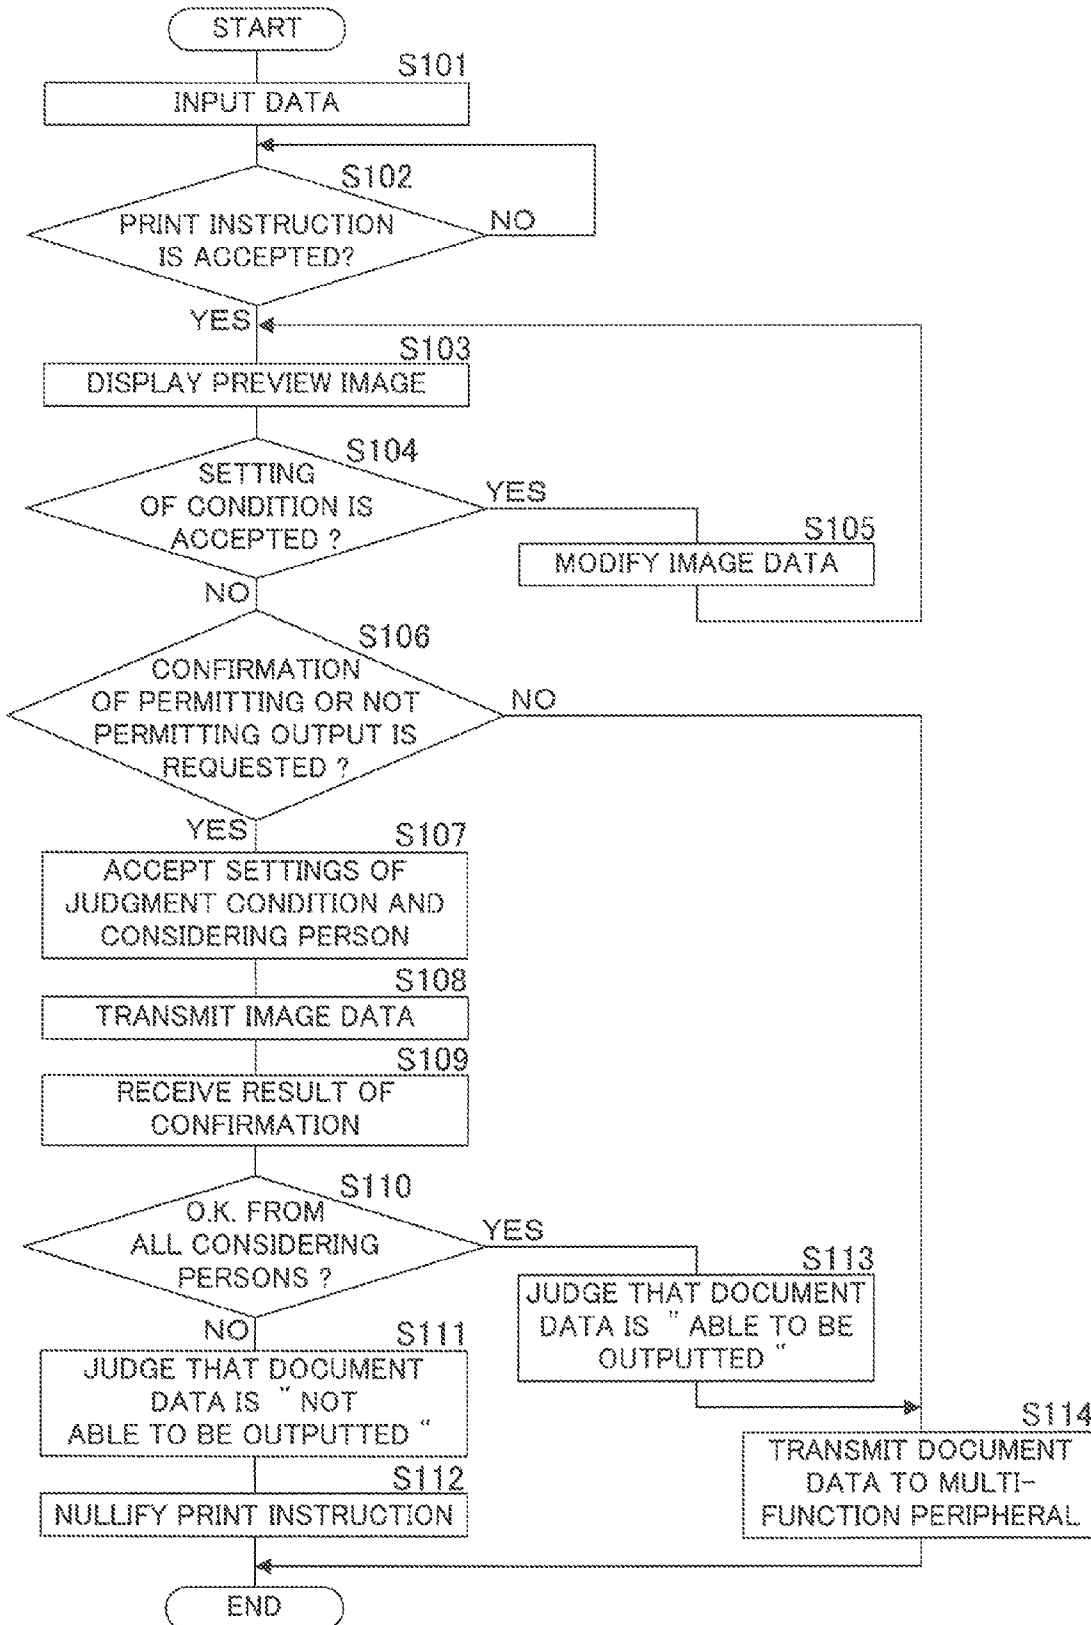 START
S101
INPUT DATA
S102
PRINT INSTRUCTION
IS ACCEPTED?
NO
YES
S103
DISPLAY PREVIEW IMAGE
S104
SETTING
OF CONDITION IS
ACCEPTED ?
YES
S105
MODIFY IMAGE DATA
NO
S106
CONFIRMATION
OF PERMITTING OR NOT
PERMITTING OUTPUT IS
REQUESTED ?
NO
YES
S107
ACCEPT SETTINGS OF
JUDGMENT CONDITION AND
CONSIDERING PERSON
S108
TRANSMIT IMAGE DATA
S109
RECEIVE RESULT OF
CONFIRMATION
S110
O.K. FROM
ALL CONSIDERING
PERSONS ?
YES
S113
JUDGE THAT DOCUMENT
DATA IS “ ABLE TO BE
OUTPUTTED “
NO
S111
JUDGE THAT DOCUMENT
DATA IS “ NOT
ABLE TO BE OUTPUTTED “
S112
NULLIFY PRINT INSTRUCTION
S114
TRANSMIT DOCUMENT
DATA TO MULTI-
FUNCTION PERIPHERAL
END